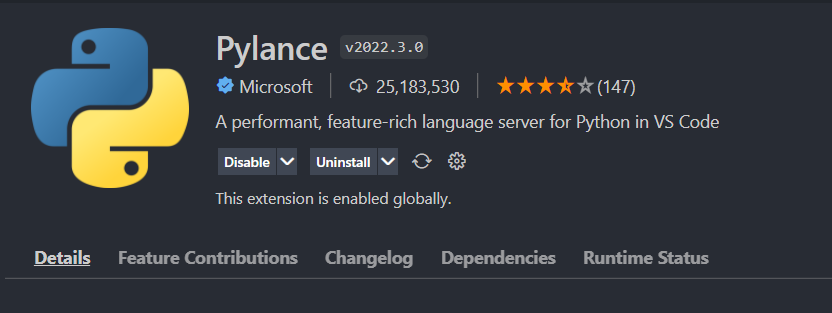 Pylance v2022.3.0
Microsoft 25,183,530 (147)
A performant, feature-rich language server for Python in VS Code
Disable Uninstall
This extension is enabled globally.
Details Feature Contributions Changelog Dependencies Runtime Status